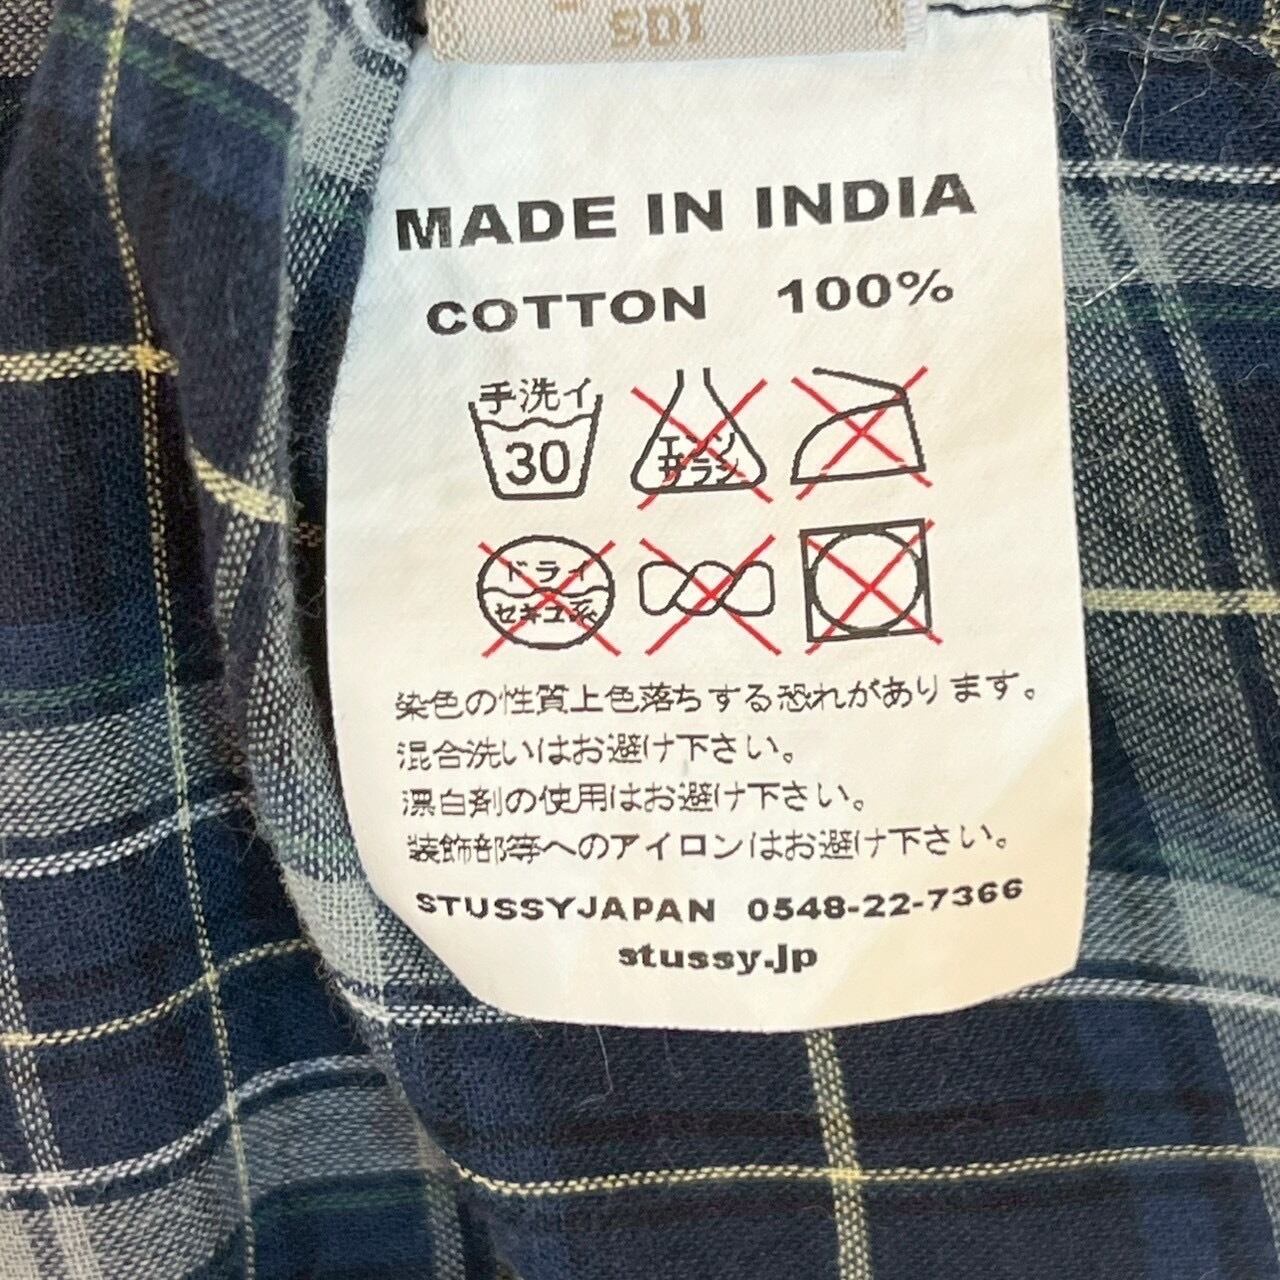 SDI
MADE IN INDIA
COTTON 100%
手洗イ
30
エンソ
サラシ
ドライ
セキユ系
染色の性質上色落ちする恐れがあります。
混合洗いはお避け下さい。
漂白剤の使用はお避け下さい。
装飾部等へのアイロンはお避け下さい。
STUSSYJAPAN 0548-22-7366
stussy.jp